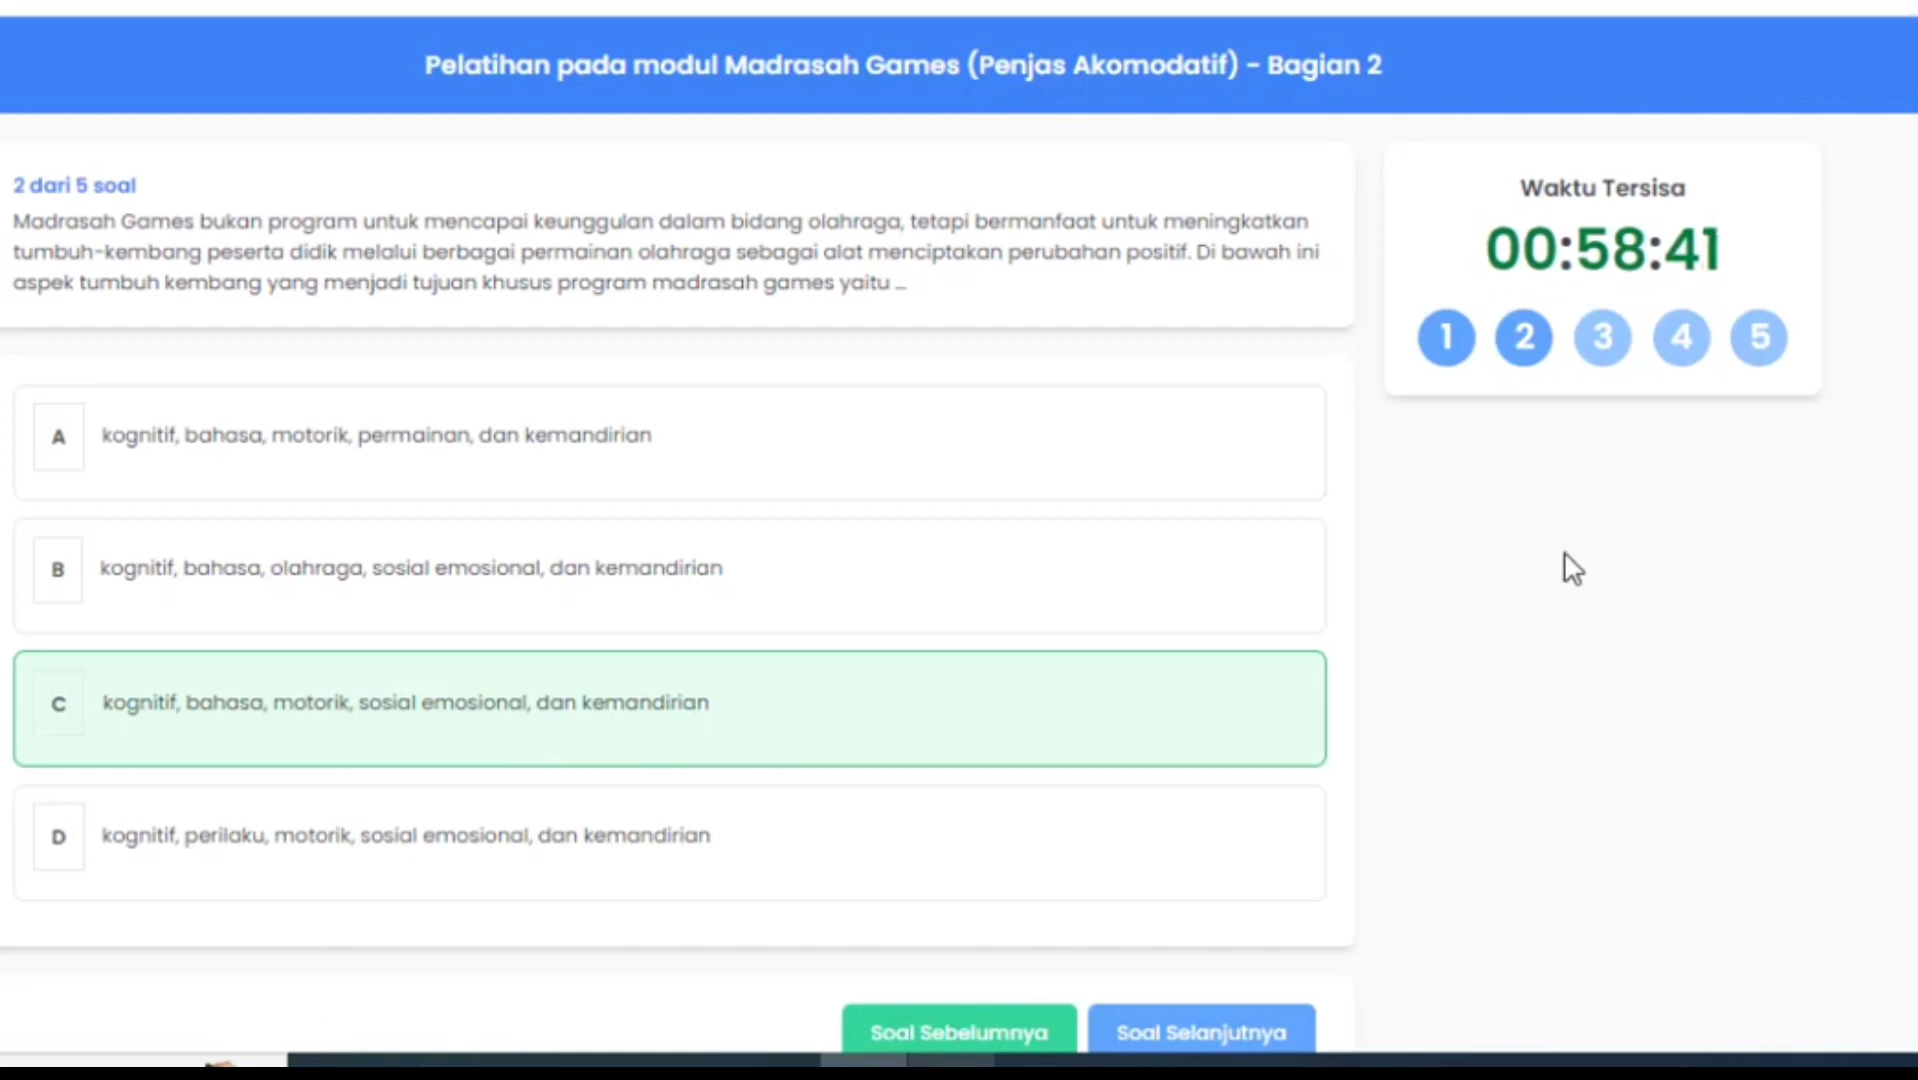 Pelatihan pada modul Madrasah Games (Penjas Akomodatif) - Bagian 2
2 dari 5 soal
Madrasah Games bukan program untuk mencapai keunggulan dalam bidang olahraga, tetapi bermanfaat untuk meningkatkan
tumbuh-kembang peserta didik melalui berbagai permainan olahraga sebagai alat menciptakan perubahan positif. Di bawah ini
aspek tumbuh kembang yang menjadi tujuan khusus program madrasah games yaitu ...
A kognitif, bahasa, motorik, permainan, dan kemandirian
B kognitif, bahasa, olahraga, sosial emosional, dan kemandirian
C kognitif, bahasa, motorik, sosial emosional, dan kemandirian
D kognitif, perilaku, motorik, sosial emosional, dan kemandirian
Soal Sebelumnya Soal Selanjutnya
Waktu Tersisa
00:58:41
1 2 3 4 5